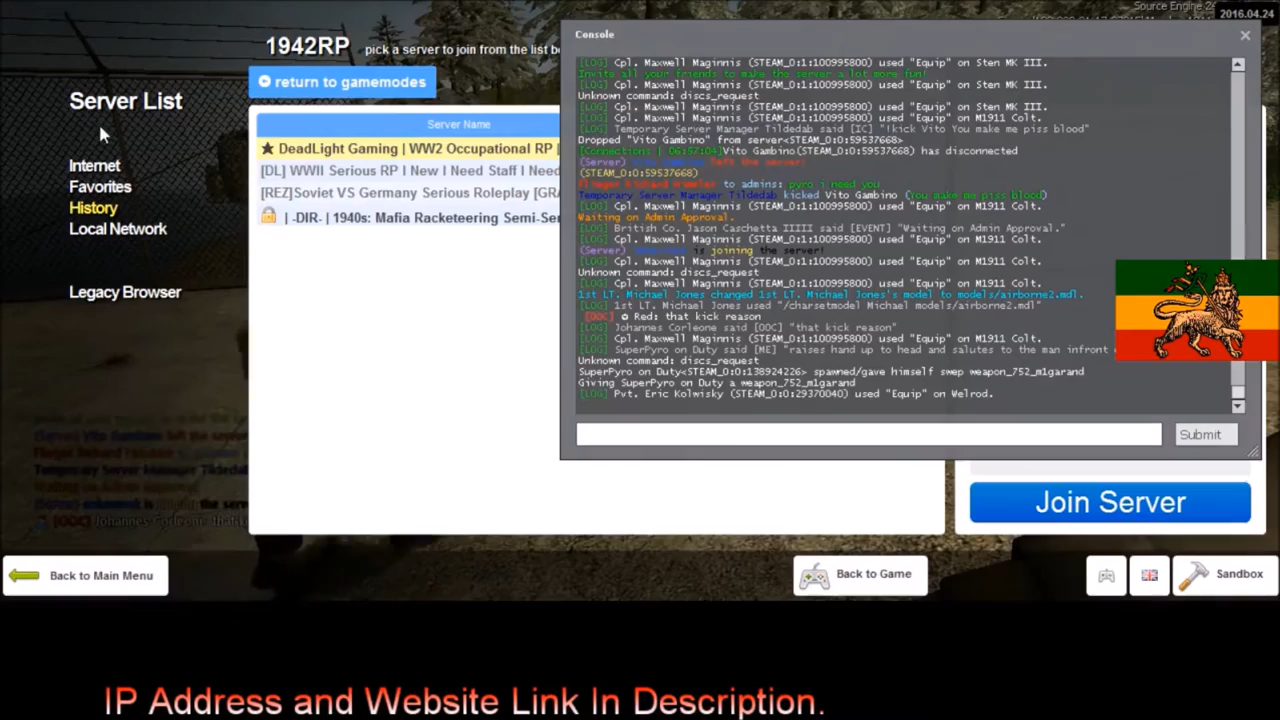 Source Engine
2016.04.24
1942RP pick a server to join from the list be
return to gamemodes
Server List
Internet
Favorites
History
Local Network
Legacy Browser
Server Name
★ DeadLight Gaming | WW2 Occupational RP |
[DL] WWII Serious RP I New I Need Staff I Need
[REZ]Soviet VS Germany Serious Roleplay [GRA
| -DIR- | 1940s: Mafia Racketeering Semi-Ser
Console
[LOG] Cpl. Maxwell Maginnis (STEAM_0:1:100995800) used "Equip" on Sten MK III.
Invite all your friends to make the server a lot more fun!
[LOG] Cpl. Maxwell Maginnis (STEAM_0:1:100995800) used "Equip" on Sten MK III.
Unknown command: discs_request
[LOG] Cpl. Maxwell Maginnis (STEAM_0:1:100995800) used "Equip" on Sten MK III.
[LOG] Cpl. Maxwell Maginnis (STEAM_0:1:100995800) used "Equip" on Sten MK III.
[LOG] Temporary Server Manager Tildedab said [IC] "!kick Vito You make me piss blood"
Dropped "Vito Gambino" from server<STEAM_0:0:59537668>
[Connections | 06:57:04] Vito Gambino(STEAM_0:0:59537668) has disconnected
(Server) Vito Gambino left the server!
(STEAM_0:0:59537668)
to admins: pyro i need you
Temporary Server Manager Tildedab kicked Vito Gambino (You make me piss blood)
[LOG] Cpl. Maxwell Maginnis (STEAM_0:1:100995800) used "Equip" on M1911 Colt.
Waiting on Admin Approval.
[LOG] British Co. Jason Caschetta IIIII said [EVENT] "Waiting on Admin Approval."
[LOG] Cpl. Maxwell Maginnis (STEAM_0:1:100995800) used "Equip" on M1911 Colt.
(Server) is joining the server!
[LOG] Cpl. Maxwell Maginnis (STEAM_0:1:100995800) used "Equip" on M1911 Colt.
Unknown command: discs_request
[LOG] Cpl. Maxwell Maginnis (STEAM_0:1:100995800) used "Equip" on M1911 Colt.
1st LT. Michael Jones changed 1st LT. Michael Jones's model to models/airborne2.mdl.
[LOG] 1st LT. Michael Jones used "/charsetmodel Michael models/airborne2.mdl"
[OOC] Red: that kick reason
[LOG] Johannes Corleone said [OOC] "that kick reason"
[LOG] Cpl. Maxwell Maginnis (STEAM_0:1:100995800) used "Equip" on M1911 Colt.
[LOG] SuperPyro on Duty said [ME] "raises hand up to head and salutes to the man infront
Unknown command: discs_request
SuperPyro on Duty<STEAM_0:0:138924226> spawned/gave himself swep weapon_752_m1garand
Giving SuperPyro on Duty a weapon_752_m1garand
[LOG] Pvt. Eric Kolwisky (STEAM_0:0:29370040) used "Equip" on Welrod.
Submit
Join Server
Back to Main Menu
Back to Game
Sandbox
IP Address and Website Link In Description.